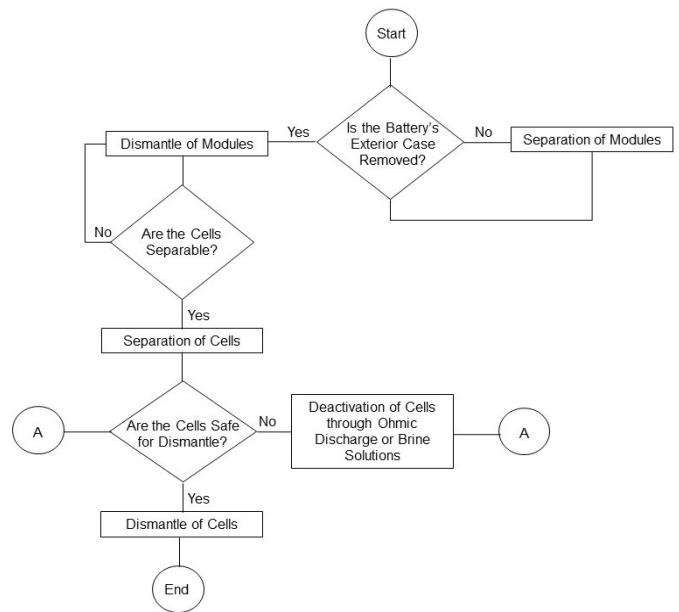 Start
Is the Battery's
Exterior Case
Removed?
Yes
No
Dismantle of Modules
Separation of Modules
No
Are the Cells
Separable?
Yes
Separation of Cells
A
Are the Cells Safe
for Dismantle?
No
Deactivation of Cells
through Ohmic
Discharge or Brine
Solutions
A
Yes
Dismantle of Cells
End